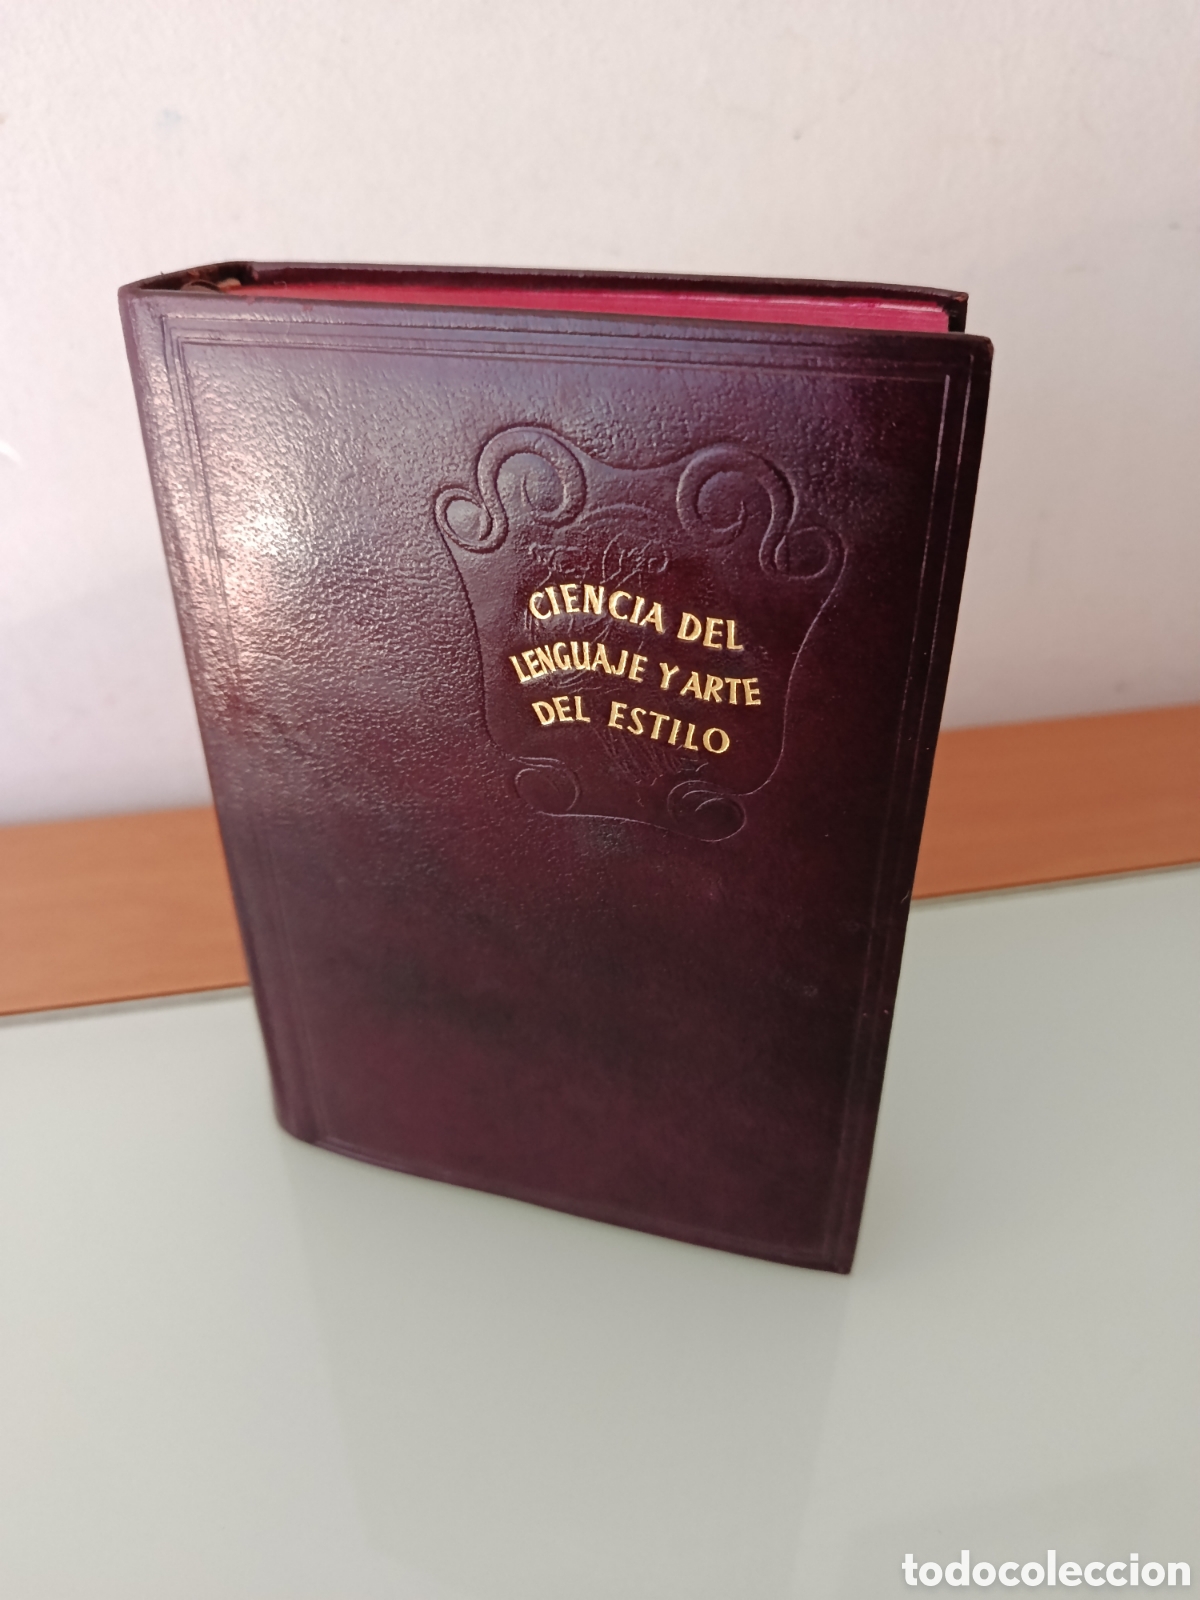 CIENCIA DEL
LENGUAJE Y ARTE
DEL ESTILO
todocoleccion